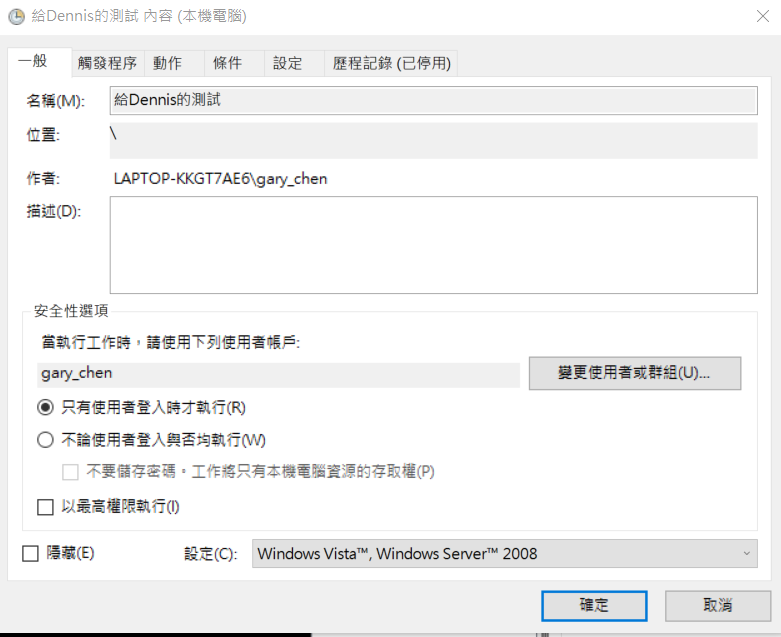 給Dennis的測試 內容 (本機電腦)
一般 觸發程序 動作 條件 設定 歷程記錄 (已停用)
名稱(M): 給Dennis的測試
位置: \
作者: LAPTOP-KKGT7AE6\gary_chen
描述(D):
安全性選項
當執行工作時，請使用下列使用者帳戶:
gary_chen 變更使用者或群組(U)...
只有使用者登入時才執行(R)
不論使用者登入與否均執行(W)
不要儲存密碼。工作將只有本機電腦資源的存取權(P)
以最高權限執行(I)
隱藏(E) 設定(C): Windows Vista™, Windows Server™ 2008
確定 取消